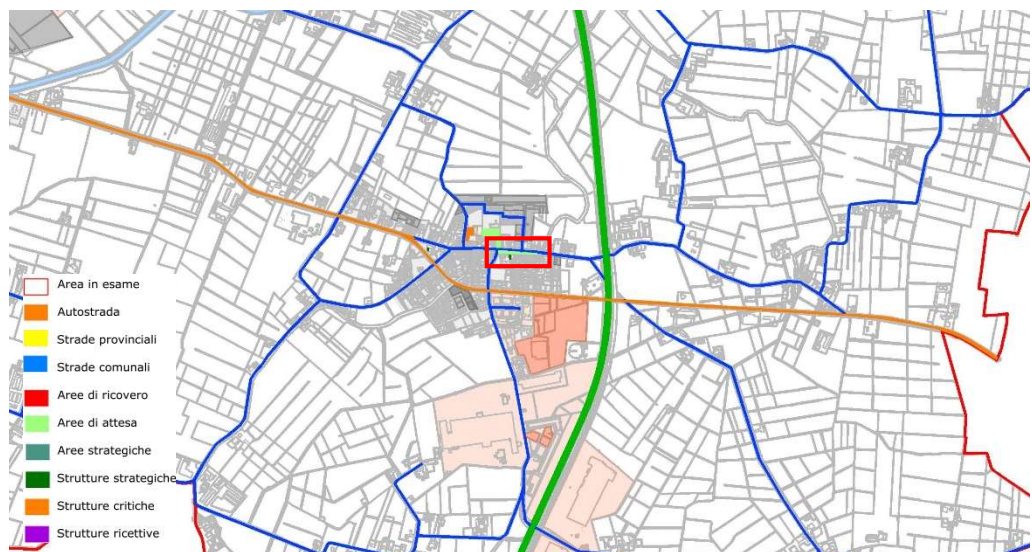 Area in esame
Autostrada
Strade provinciali
Strade comunali
Aree di ricovero
Aree di attesa
Aree strategiche
Strutture strategiche
Strutture critiche
Strutture ricettive